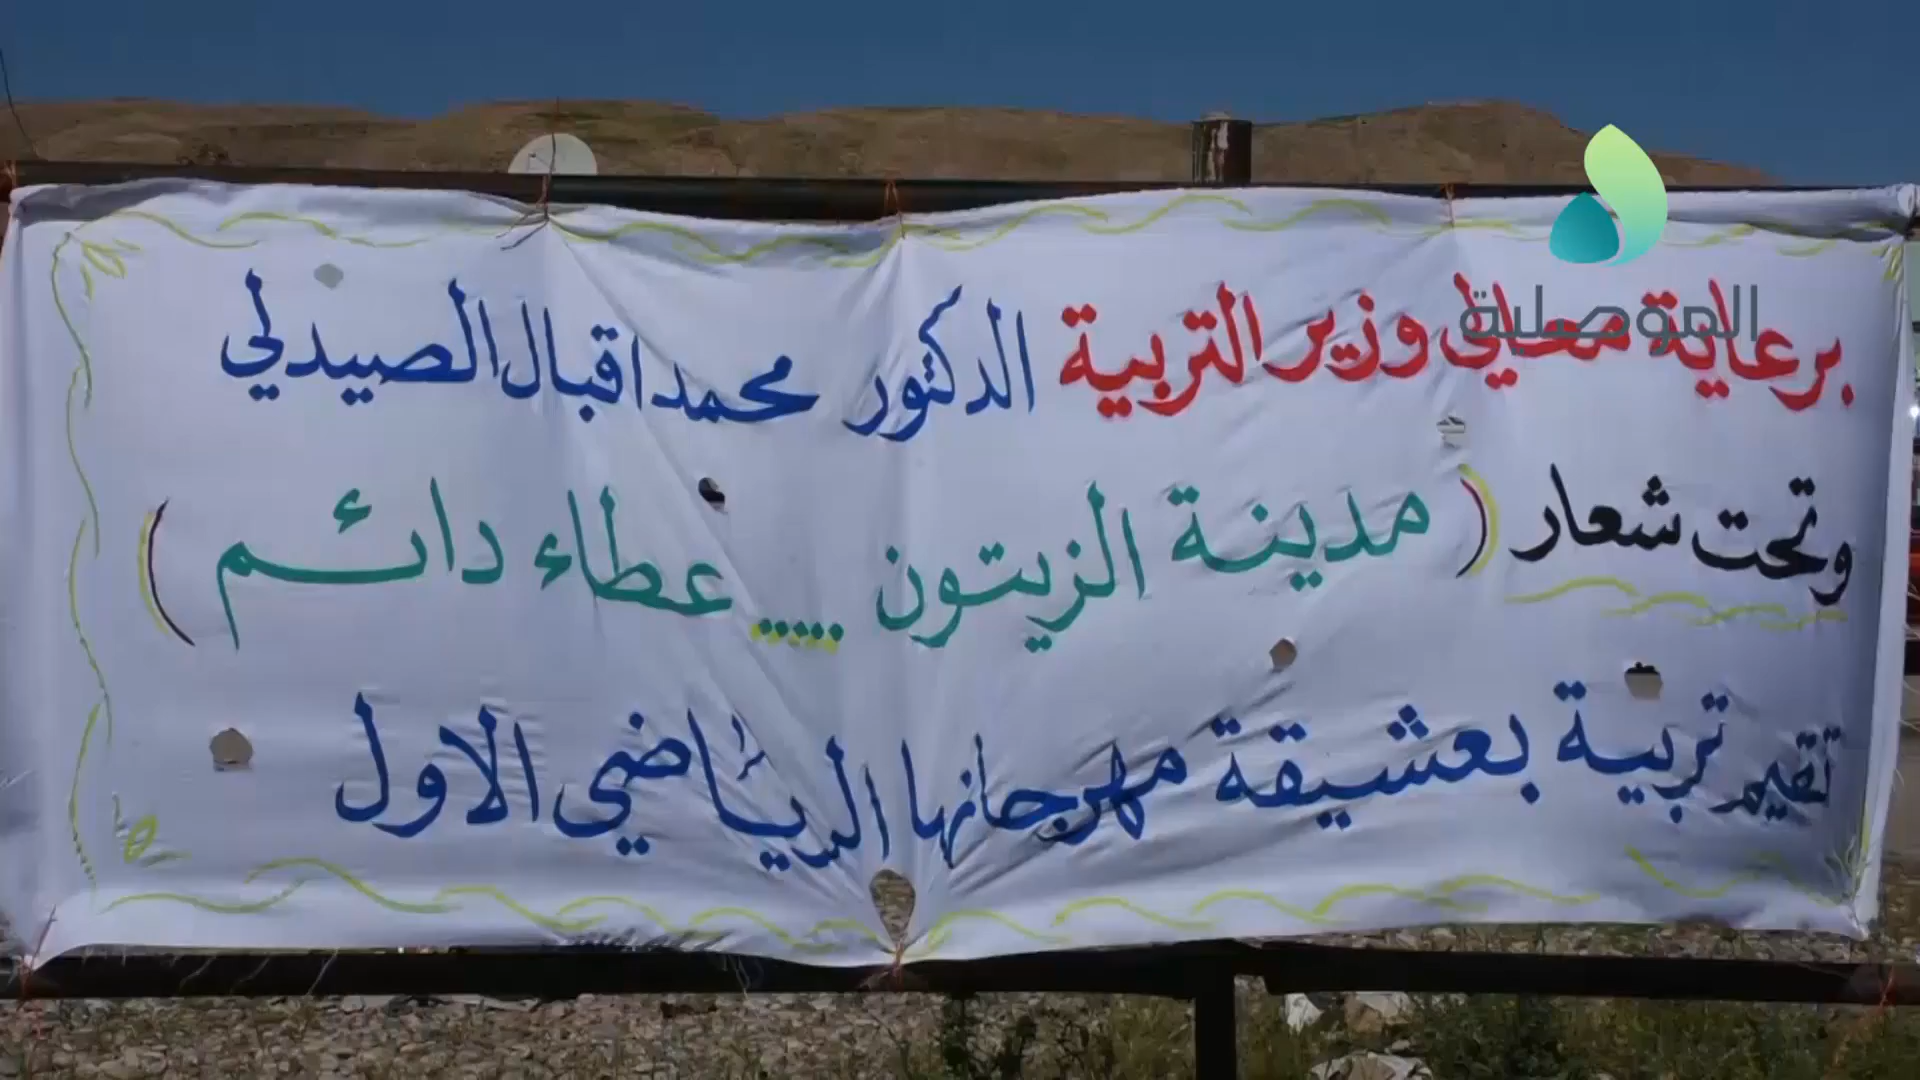 الموصلية
برعاية معالي وزير التربية الدكتور محمد اقبال الصيدلي
وتحت شعار ( مدينة الزيتون ..... عطاء دائم )
تقيم تربية بعشيقة مهرجانها الرياضي الاول